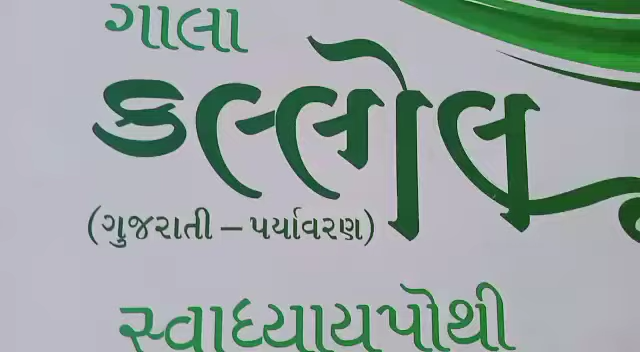 ગાલા
કલ્લોલ
(ગુજરાતી – પર્યાવરણ)
સ્વાધ્યાયપોથી